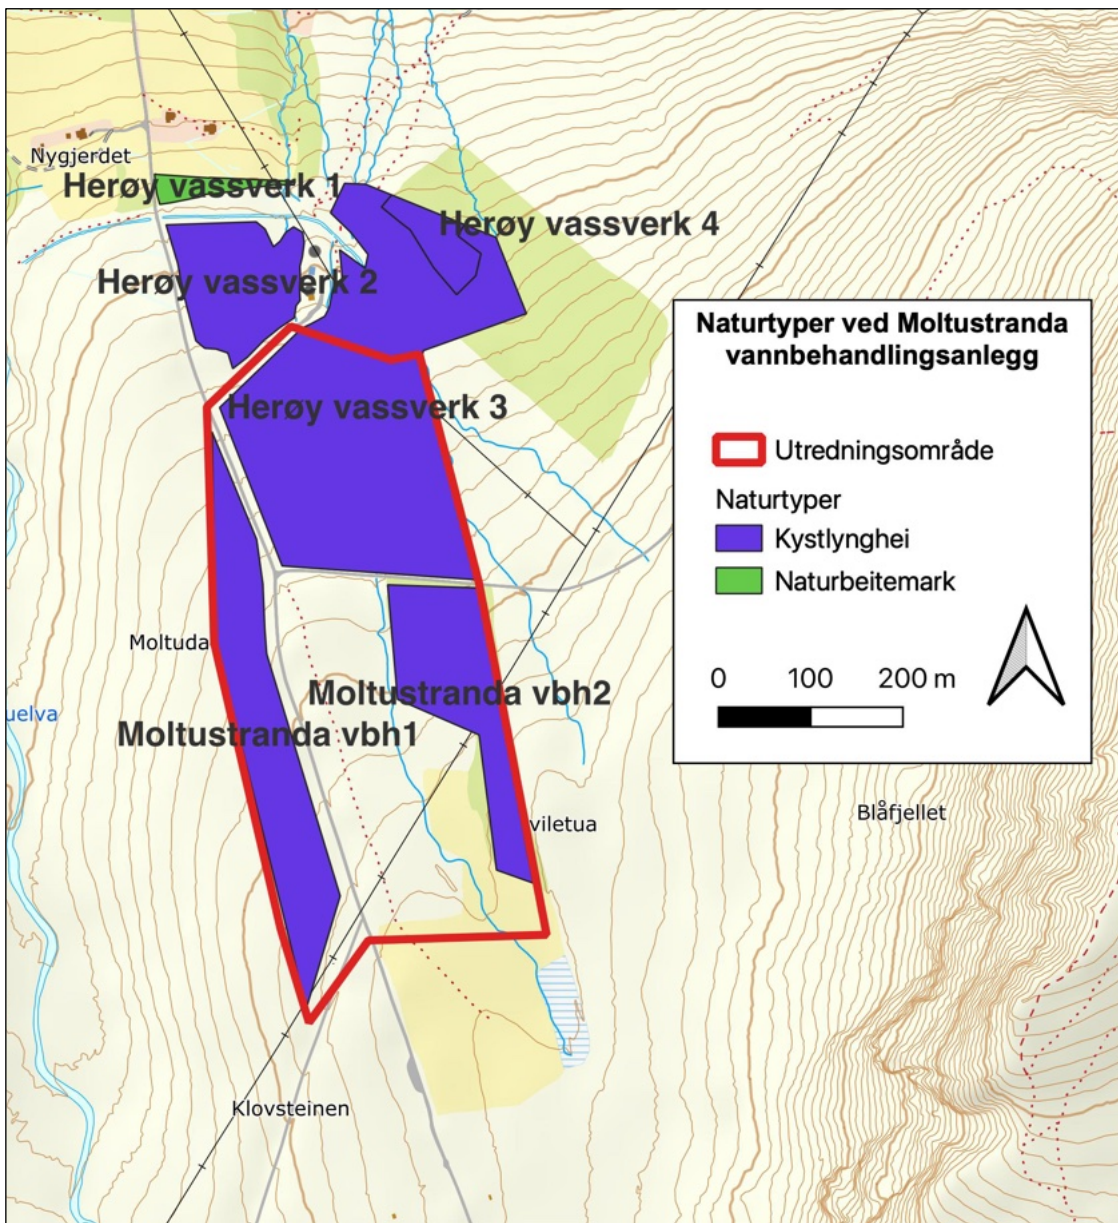 Nygjerdet
Herøy vassverk 1
Herøy vassverk 4
Herøy vassverk 2
Naturtyper ved Moltustranda
vannbehandlingsanlegg
Herøy vassverk 3
Utredningsområde
Naturtyper
Kystlynghei
Naturbeitemark
Moltuda
0 100 200 m
Moltustranda vbh2
uelva
Moltustranda vbh1
viletua
Blåfjellet
Klovsteinen